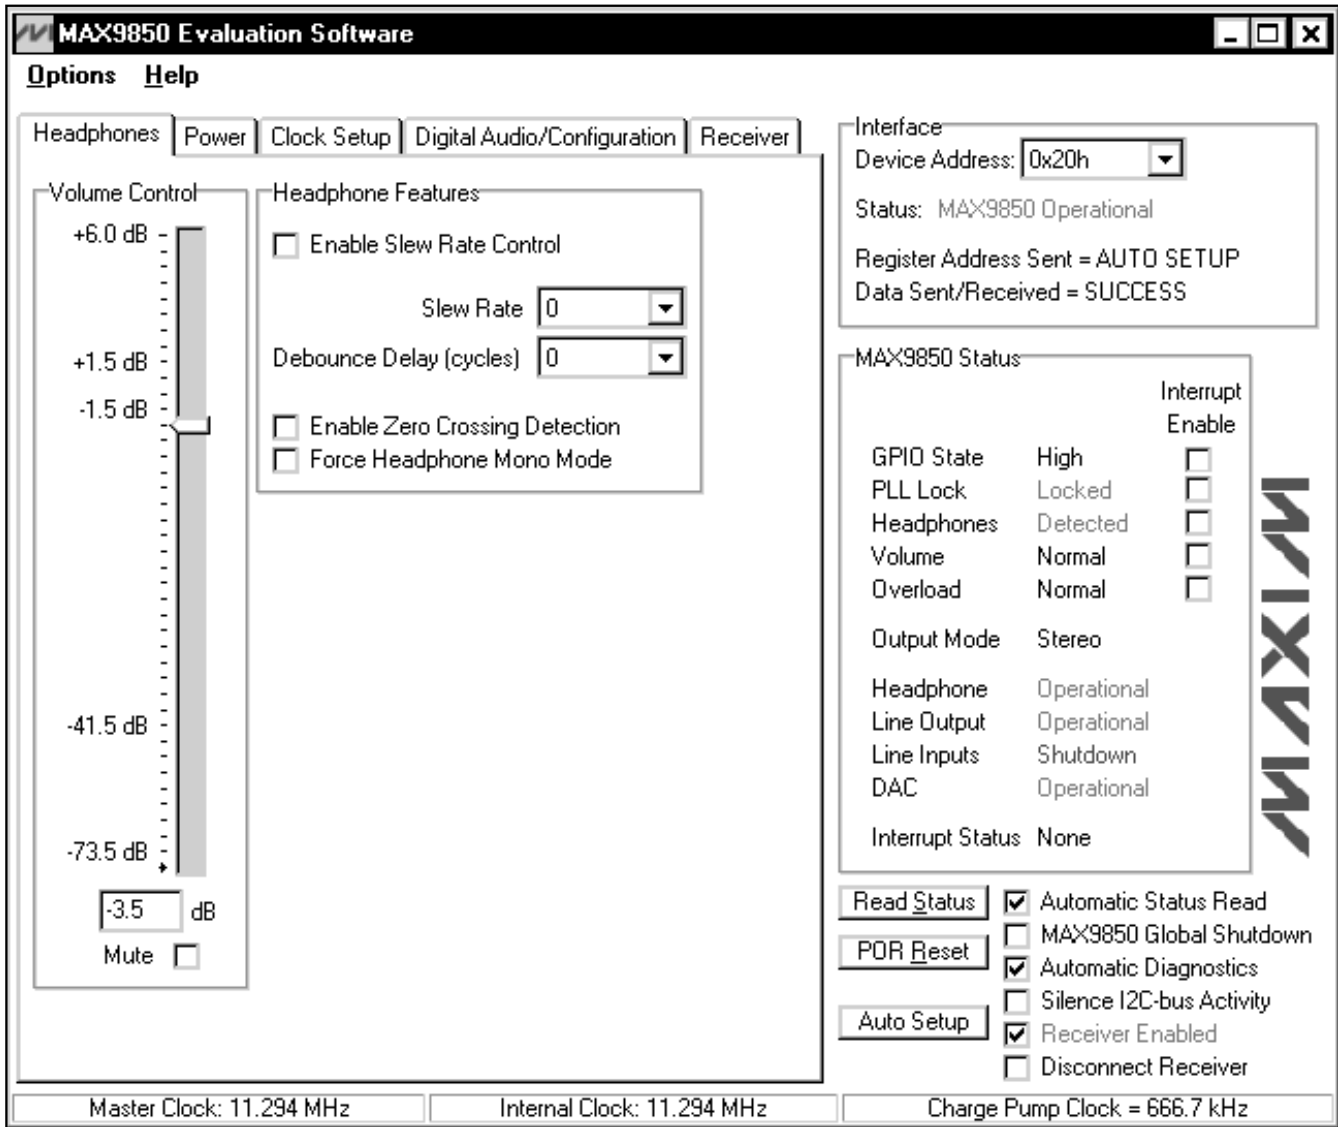 MAX9850 Evaluation Software
Options Help
Headphones Power Clock Setup Digital Audio/Configuration Receiver
Volume Control
+6.0 dB
+1.5 dB
-1.5 dB
-41.5 dB
-73.5 dB
-3.5 dB
Mute
Headphone Features
Enable Slew Rate Control
Slew Rate 0
Debounce Delay (cycles) 0
Enable Zero Crossing Detection
Force Headphone Mono Mode
Interface
Device Address: 0x20h
Status: MAX9850 Operational
Register Address Sent = AUTO SETUP
Data Sent/Received = SUCCESS
MAX9850 Status
Interrupt
Enable
GPIO State High
PLL Lock Locked
Headphones Detected
Volume Normal
Overload Normal
Output Mode Stereo
Headphone Operational
Line Output Operational
Line Inputs Shutdown
DAC Operational
Interrupt Status None
MAXIM
Read Status
POR Reset
Auto Setup
Automatic Status Read
MAX9850 Global Shutdown
Automatic Diagnostics
Silence I2C-bus Activity
Receiver Enabled
Disconnect Receiver
Master Clock: 11.294 MHz
Internal Clock: 11.294 MHz
Charge Pump Clock = 666.7 kHz